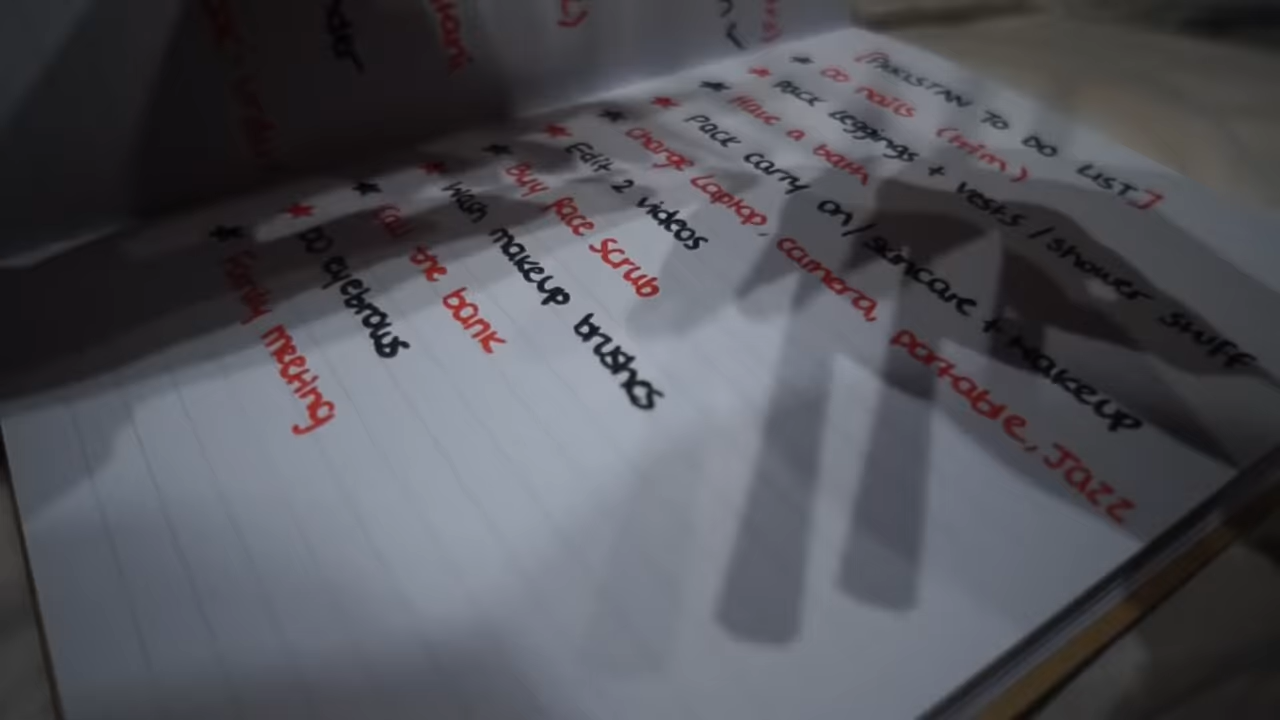 [PAKISTAN TO DO LIST]
★ DO nails (trim)
★ PACK Leggings + vests / shower stuff
★ Have a bath
★ Pack carry on / skincare + Makeup
★ Charge Laptop, camera, portable, Jazz
★ Edit 2 videos
★ Buy face scrub
★ Wash makeup brushes
★ Call the bank
★ DO eyebrows
★ Family meeting